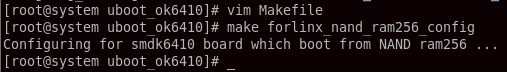 [root@system uboot_ok6410]# vim Makefile
[root@system uboot_ok6410]# make forlinx_nand_ram256_config
Configuring for smdk6410 board which boot from NAND ram256 ...
[root@system uboot_ok6410]# _